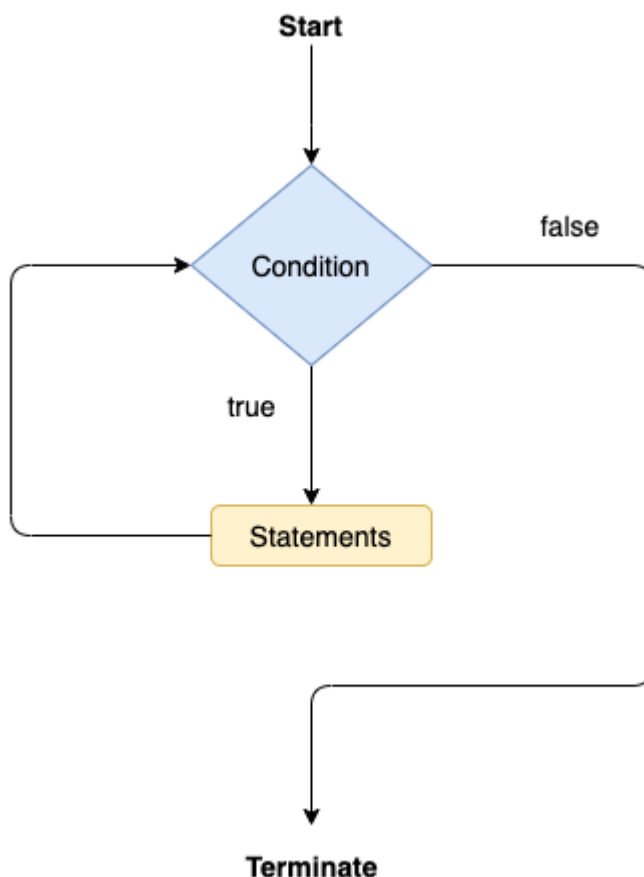 Start
false
Condition
true
Statements
Terminate